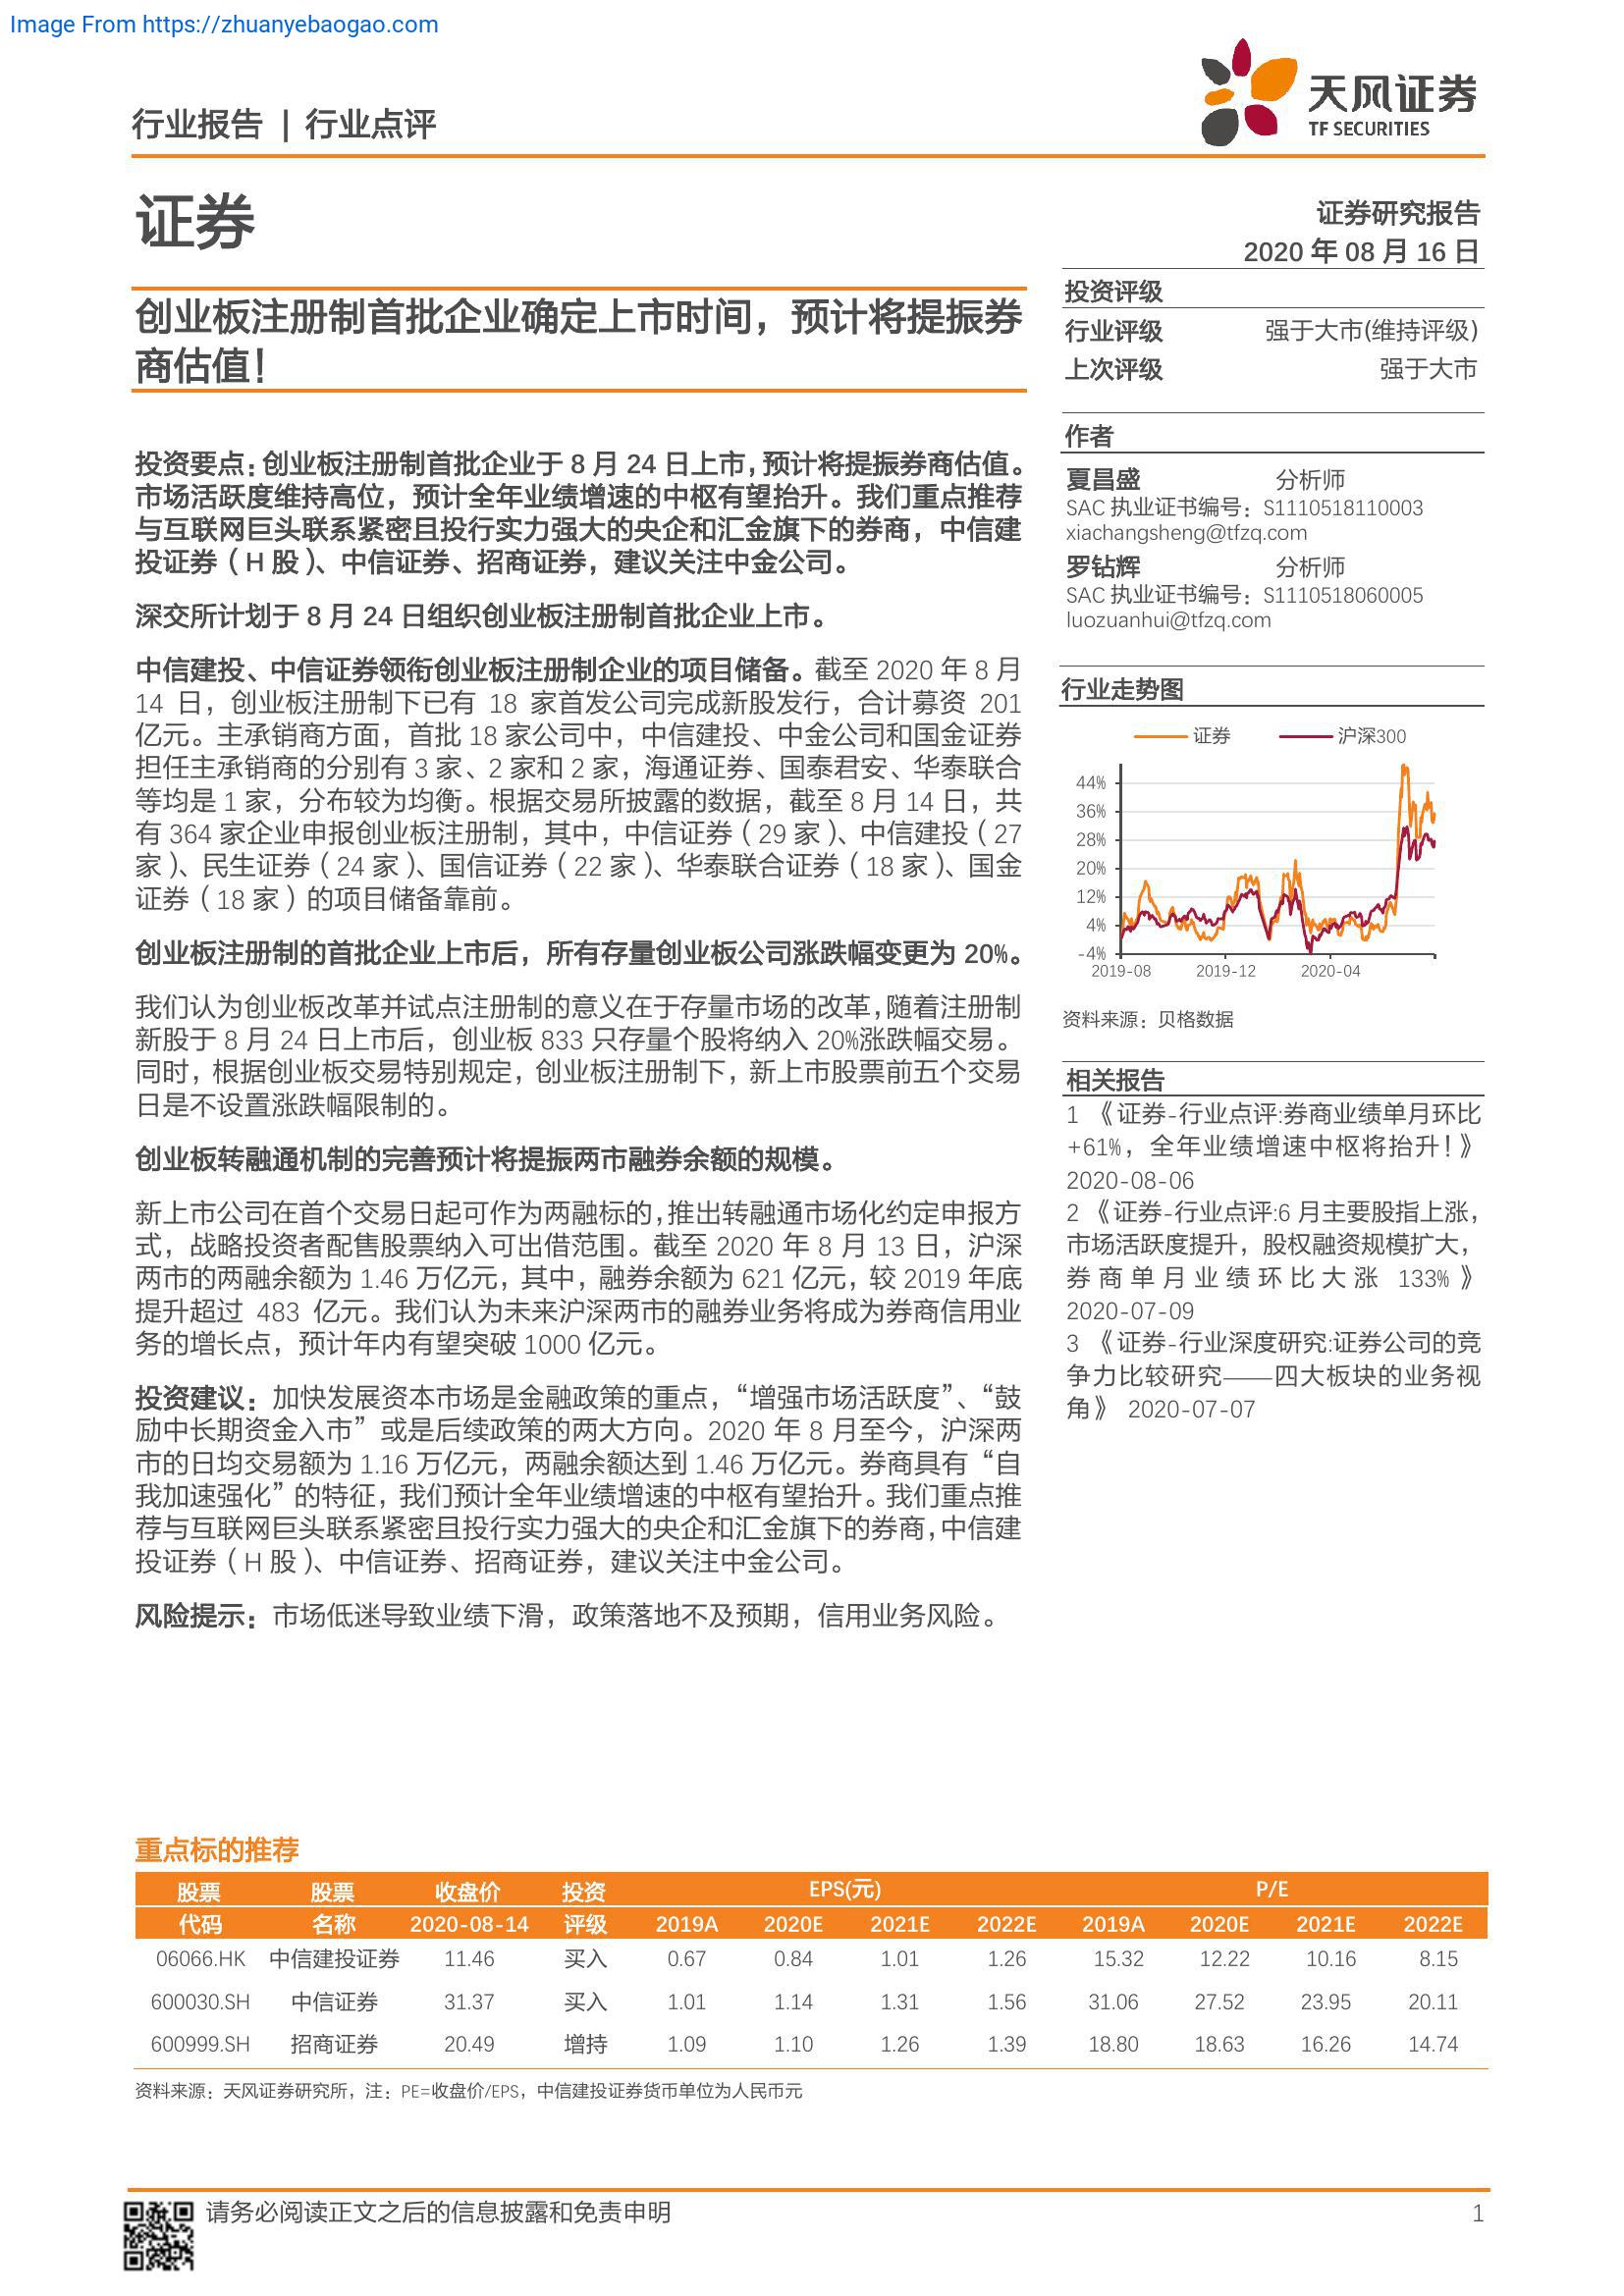 Image From https://zhuanyebaogao.com
行业报告 | 行业点评
天风证券
TF SECURITIES
证券
证券研究报告
2020 年 08 月 16 日
创业板注册制首批企业确定上市时间，预计将提振券
商估值！
投资要点：创业板注册制首批企业于 8 月 24 日上市，预计将提振券商估值。
市场活跃度维持高位，预计全年业绩增速的中枢有望抬升。我们重点推荐
与互联网巨头联系紧密且投行实力强大的央企和汇金旗下的券商，中信建
投证券（H 股）、中信证券、招商证券，建议关注中金公司。
深交所计划于 8 月 24 日组织创业板注册制首批企业上市。
中信建投、中信证券领衔创业板注册制企业的项目储备。截至 2020 年 8 月
14 日，创业板注册制下已有 18 家首发公司完成新股发行，合计募资 201
亿元。主承销商方面，首批 18 家公司中，中信建投、中金公司和国金证券
担任主承销商的分别有 3 家、2 家和 2 家，海通证券、国泰君安、华泰联合
等均是 1 家，分布较为均衡。根据交易所披露的数据，截至 8 月 14 日，共
有 364 家企业申报创业板注册制，其中，中信证券（29 家）、中信建投（27
家）、民生证券（24 家）、国信证券（22 家）、华泰联合证券（18 家）、国金
证券（18 家）的项目储备靠前。
创业板注册制的首批企业上市后，所有存量创业板公司涨跌幅变更为 20%。
我们认为创业板改革并试点注册制的意义在于存量市场的改革，随着注册制
新股于 8 月 24 日上市后，创业板 833 只存量个股将纳入 20%涨跌幅交易。
同时，根据创业板交易特别规定，创业板注册制下，新上市股票前五个交易
日是不设置涨跌幅限制的。
创业板转融通机制的完善预计将提振两市融券余额的规模。
新上市公司在首个交易日起可作为两融标的，推出转融通市场化约定申报方
式，战略投资者配售股票纳入可出借范围。截至 2020 年 8 月 13 日，沪深
两市的两融余额为 1.46 万亿元，其中，融券余额为 621 亿元，较 2019 年底
提升超过 483 亿元。我们认为未来沪深两市的融券业务将成为券商信用业
务的增长点，预计年内有望突破 1000 亿元。
投资建议：加快发展资本市场是金融政策的重点，“增强市场活跃度”、“鼓
励中长期资金入市”或是后续政策的两大方向。2020 年 8 月至今，沪深两
市的日均交易额为 1.16 万亿元，两融余额达到 1.46 万亿元。券商具有“自
我加速强化”的特征，我们预计全年业绩增速的中枢有望抬升。我们重点推
荐与互联网巨头联系紧密且投行实力强大的央企和汇金旗下的券商，中信建
投证券（H 股）、中信证券、招商证券，建议关注中金公司。
风险提示：市场低迷导致业绩下滑，政策落地不及预期，信用业务风险。
投资评级
行业评级 强于大市(维持评级)
上次评级 强于大市
作者
夏昌盛 分析师
SAC 执业证书编号：S1110518110003
xiachangsheng@tfzq.com
罗钻辉 分析师
SAC 执业证书编号：S1110518060005
luozuanhui@tfzq.com
行业走势图
证券 沪深300
44%
36%
28%
20%
12%
4%
-4%
2019-08 2019-12 2020-04
资料来源：贝格数据
相关报告
1 《证券-行业点评:券商业绩单月环比
+61%，全年业绩增速中枢将抬升！》
2020-08-06
2 《证券-行业点评:6 月主要股指上涨，
市场活跃度提升，股权融资规模扩大，
券商单月业绩环比大涨 133%》
2020-07-09
3 《证券-行业深度研究:证券公司的竞
争力比较研究——四大板块的业务视
角》 2020-07-07
重点标的推荐
股票 股票 收盘价 投资 EPS(元) P/E
代码 名称 2020-08-14 评级 2019A 2020E 2021E 2022E 2019A 2020E 2021E 2022E
06066.HK 中信建投证券 11.46 买入 0.67 0.84 1.01 1.26 15.32 12.22 10.16 8.15
600030.SH 中信证券 31.37 买入 1.01 1.14 1.31 1.56 31.06 27.52 23.95 20.11
600999.SH 招商证券 20.49 增持 1.09 1.10 1.26 1.39 18.80 18.63 16.26 14.74
资料来源：天风证券研究所，注：PE=收盘价/EPS，中信建投证券货币单位为人民币元
请务必阅读正文之后的信息披露和免责申明 1